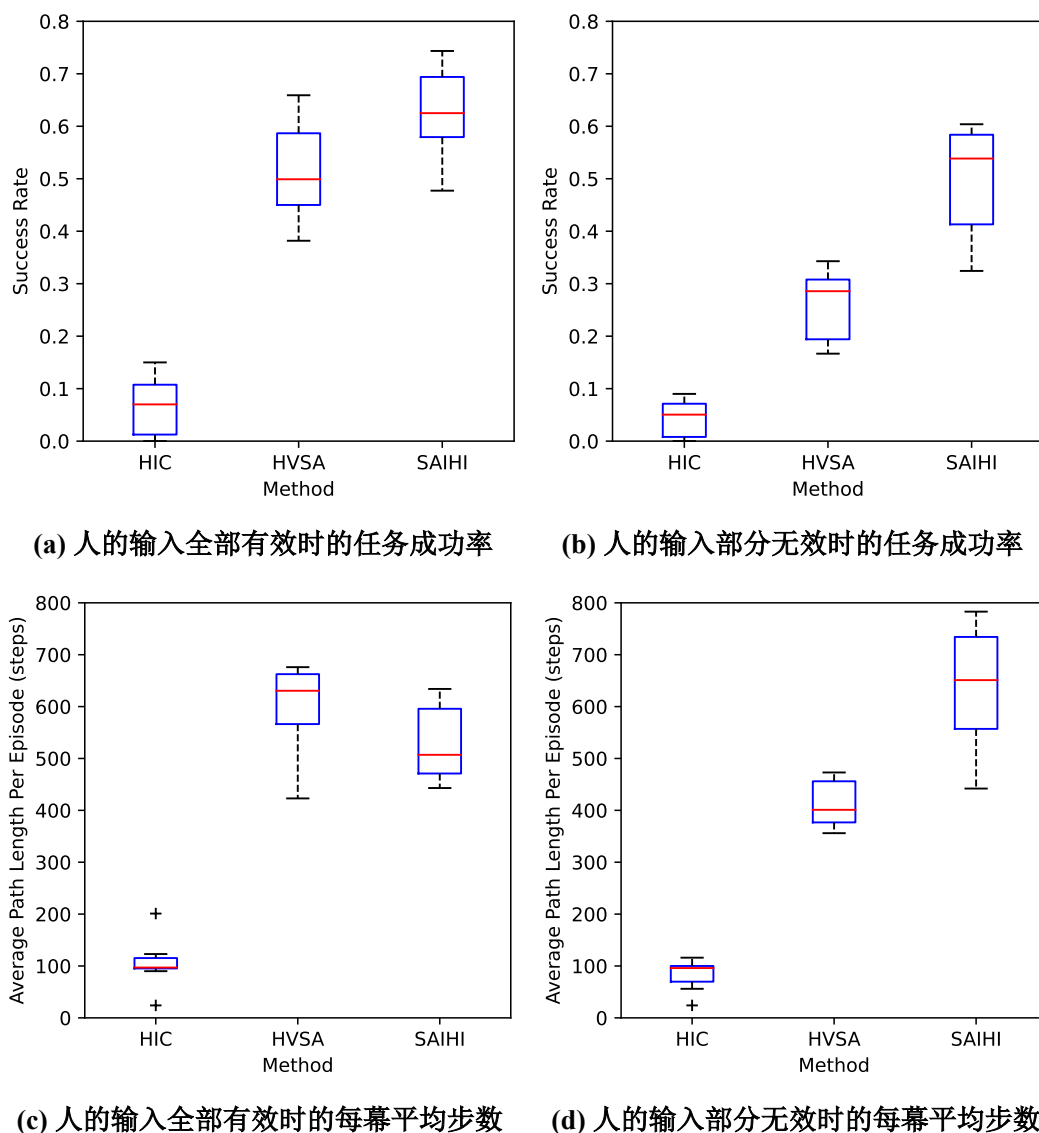 0.8
0.7
0.6
0.5
0.4
0.3
0.2
0.1
0.0
Success Rate
HIC HVSA SAIHI
Method
0.8
0.7
0.6
0.5
0.4
0.3
0.2
0.1
0.0
Success Rate
HIC HVSA SAIHI
Method
(a) 人的输入全部有效时的任务成功率
(b) 人的输入部分无效时的任务成功率
800
700
600
500
400
300
200
100
0
Average Path Length Per Episode (steps)
HIC HVSA SAIHI
Method
800
700
600
500
400
300
200
100
0
Average Path Length Per Episode (steps)
HIC HVSA SAIHI
Method
(c) 人的输入全部有效时的每幕平均步数
(d) 人的输入部分无效时的每幕平均步数